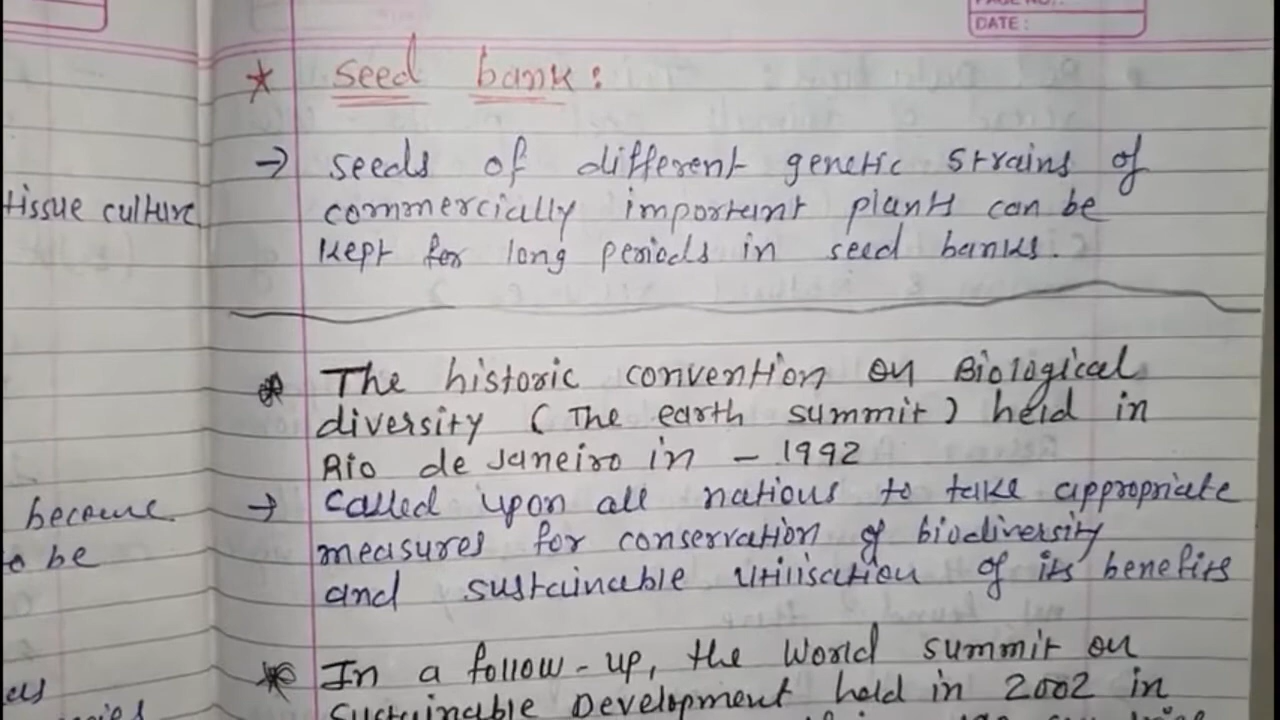 DATE :
* Seed bank :
→ seeds of different genetic strains of
commercially important plants can be
kept for long periods in seed banks.
* The historic convention on Biological
diversity ( The earth summit ) held in
Rio de Janeiro in – 1992
→ called upon all nations to take appropriate
measures for conservation of biodiversity
and sustainable utilisation of its benefits
* In a follow-up, the World summit on
Sustainable Development held in 2002 in
tissue culture
become
be